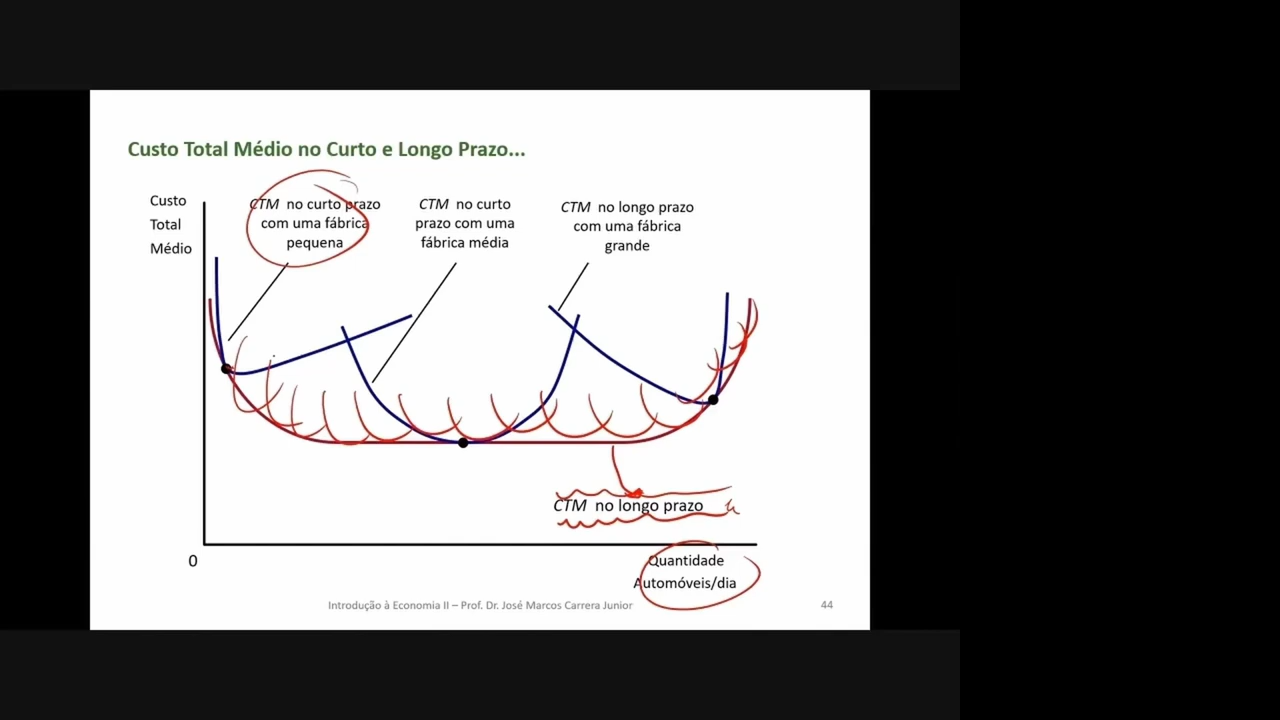 Custo Total Médio no Curto e Longo Prazo...
Custo
Total
Médio
CTM no curto prazo
com uma fábrica
pequena
CTM no curto
prazo com uma
fábrica média
CTM no longo prazo
com uma fábrica
grande
CTM no longo prazo
0
Quantidade
Automóveis/dia
Introdução à Economia II – Prof. Dr. José Marcos Carrera Junior
44